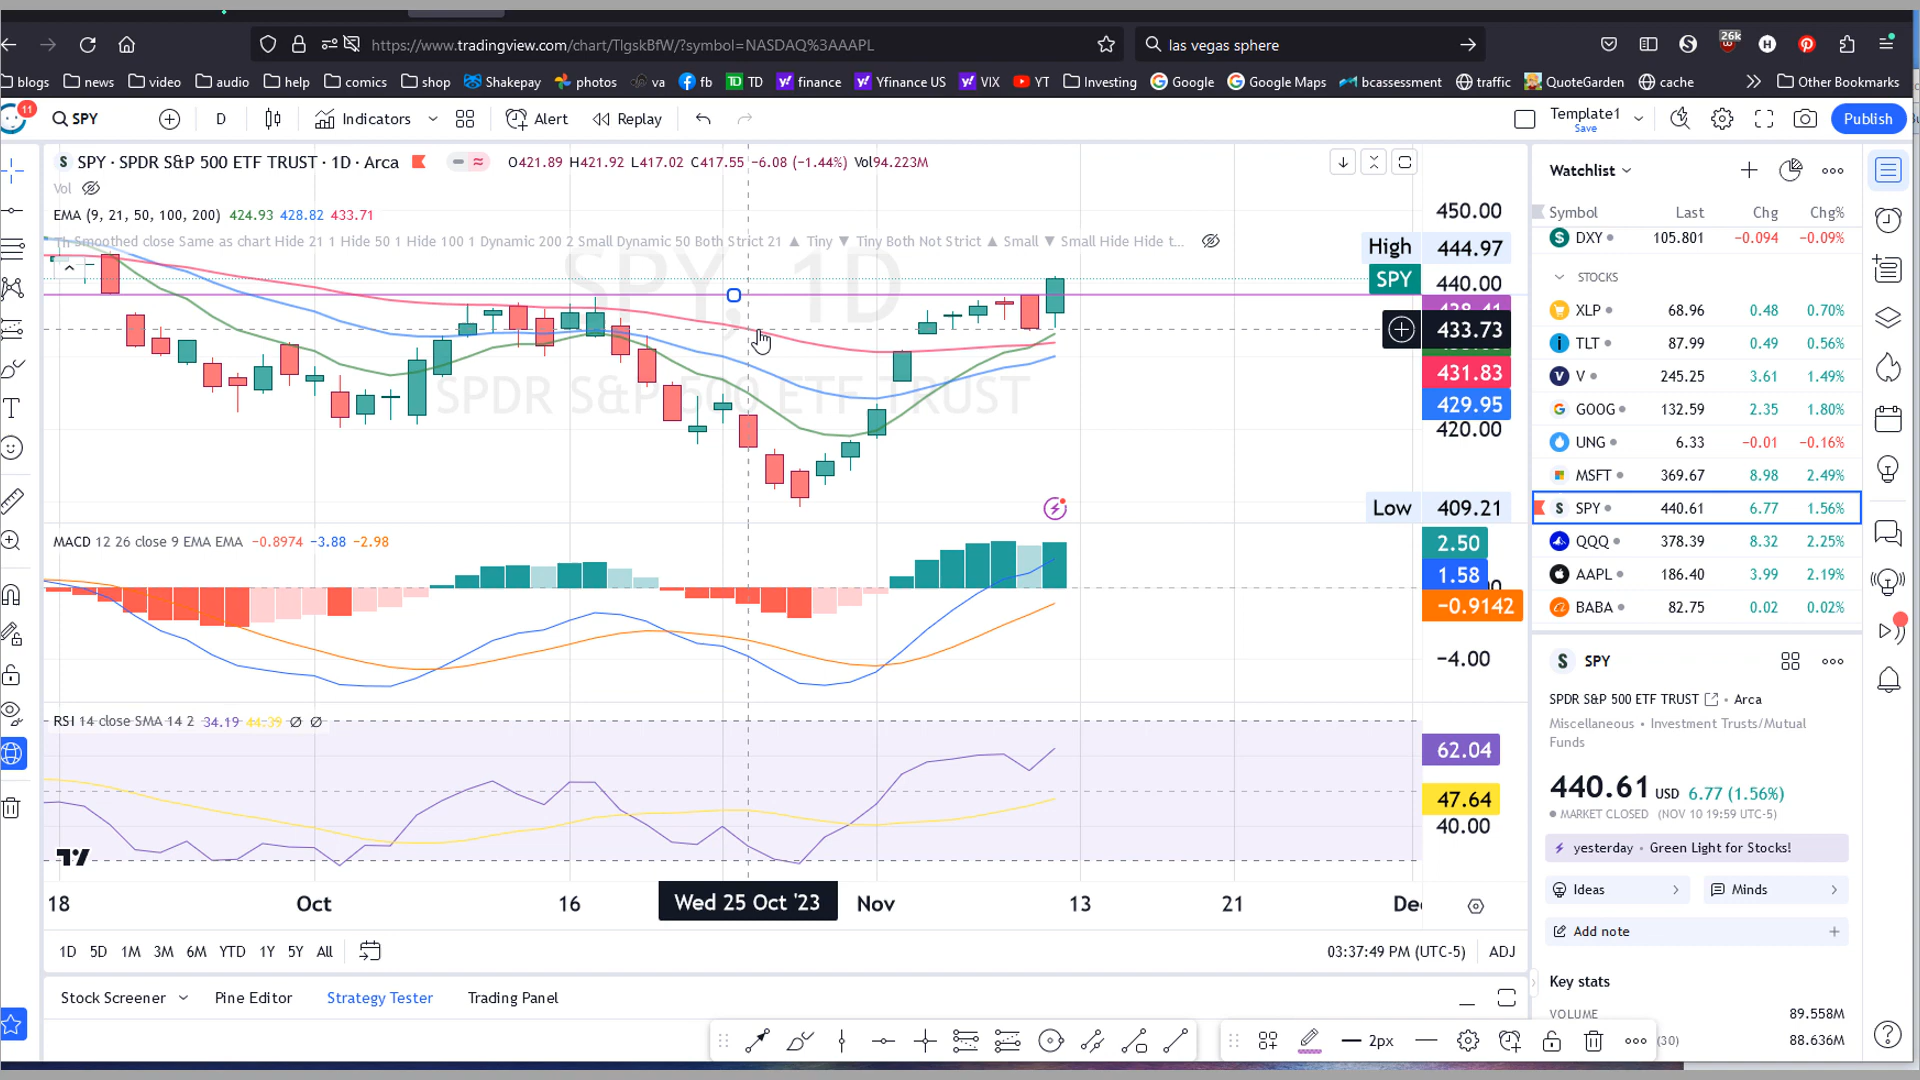 https://www.tradingview.com/chart/TlgskBfW/?symbol=NASDAQ%3AAAPL
las vegas sphere
26k
blogs news video audio help comics shop Shakepay photos va fb TD finance Yfinance US VIX YT Investing Google Google Maps bcassessment traffic QuoteGarden cache Other Bookmarks
11
SPY D Indicators Alert Replay Template1 Save Publish
SPY · SPDR S&P 500 ETF TRUST · 1D · Arca O421.89 H421.92 L417.02 C417.55 −6.08 (−1.44%) Vol94.223M
Vol
EMA (9, 21, 50, 100, 200) 424.93 428.82 433.71
Smoothed close Same as chart Hide 21 1 Hide 50 1 Hide 100 1 Dynamic 200 2 Small Dynamic 50 Both Strict 21 ▲ Tiny ▼ Tiny Both Not Strict ▲ Small ▼ Small Hide Hide t...
SPY, 1D
SPDR S&P 500 ETF TRUST
450.00
High 444.97
SPY 440.00
433.73
431.83
429.95
420.00
Low 409.21
MACD 12 26 close 9 EMA EMA −0.8974 −3.88 −2.98
2.50
1.58
−0.9142
−4.00
RSI 14 close SMA 14 2 34.19 44.39 Ø Ø
62.04
47.64
40.00
18 Oct 16 Wed 25 Oct '23 Nov 13 21
1D 5D 1M 3M 6M YTD 1Y 5Y All
03:37:49 PM (UTC-5) ADJ
Stock Screener Pine Editor Strategy Tester Trading Panel
2px
Watchlist
Symbol Last Chg Chg%
DXY 105.801 −0.094 −0.09%
STOCKS
XLP 68.96 0.48 0.70%
TLT 87.99 0.49 0.56%
V 245.25 3.61 1.49%
GOOG 132.59 2.35 1.80%
UNG 6.33 −0.01 −0.16%
MSFT 369.67 8.98 2.49%
SPY 440.61 6.77 1.56%
QQQ 378.39 8.32 2.25%
AAPL 186.40 3.99 2.19%
BABA 82.75 0.02 0.02%
SPY
SPDR S&P 500 ETF TRUST • Arca
Miscellaneous • Investment Trusts/Mutual
Funds
440.61 USD 6.77 (1.56%)
MARKET CLOSED (NOV 10 19:59 UTC-5)
yesterday • Green Light for Stocks!
Ideas Minds
Add note
Key stats
VOLUME 89.558M
(30) 88.636M